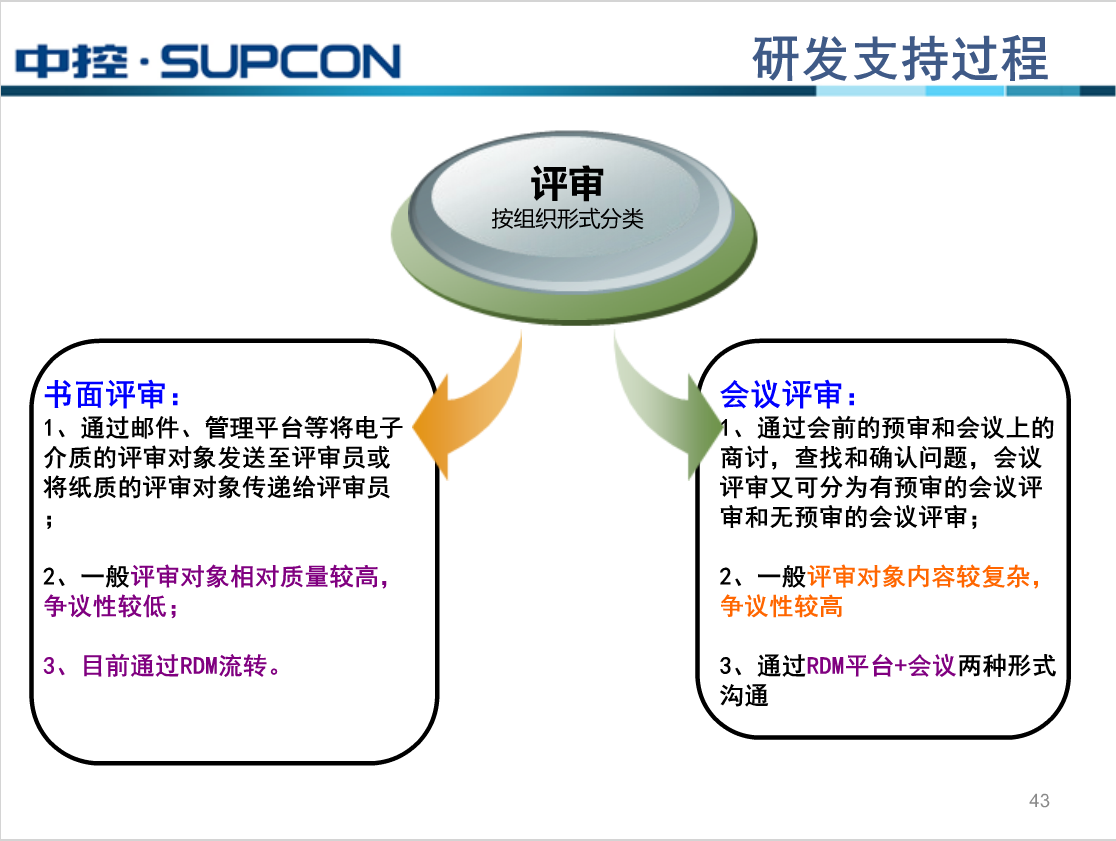 中控·SUPCON
研发支持过程
评审
按组织形式分类
书面评审：
1、通过邮件、管理平台等将电子
介质的评审对象发送至评审员或
将纸质的评审对象传递给评审员
；
2、一般评审对象相对质量较高，
争议性较低；
3、目前通过RDM流转。
会议评审：
1、通过会前的预审和会议上的
商讨，查找和确认问题，会议
评审又可分为有预审的会议评
审和无预审的会议评审；
2、一般评审对象内容较复杂，
争议性较高
3、通过RDM平台+会议两种形式
沟通
43